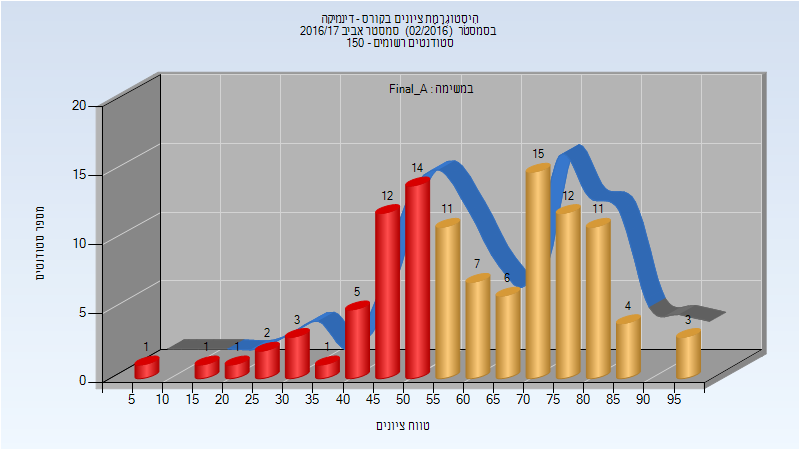 היסטוגרמת ציונים בקורס - דינמיקה
בסמסטר (02/2016) סמסטר אביב 2016/17
סטודנטים רשומים - 150
במשימה : Final_A
מספר סטודנטים
20
15
10
5
0
1 1 1 2 3 1 5 12 14 11 7 6 15 12 11 4 3
5 10 15 20 25 30 35 40 45 50 55 60 65 70 75 80 85 90 95
טווח ציונים